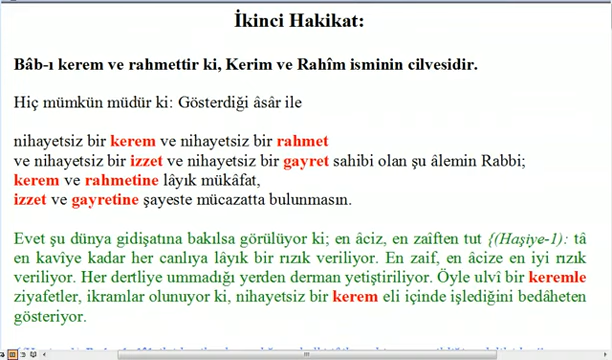 İkinci Hakikat:
Bâb-ı kerem ve rahmettir ki, Kerim ve Rahîm isminin cilvesidir.
Hiç mümkün müdür ki: Gösterdiği âsâr ile
nihayetsiz bir kerem ve nihayetsiz bir rahmet
ve nihayetsiz bir izzet ve nihayetsiz bir gayret sahibi olan şu âlemin Rabbi;
kerem ve rahmetine lâyık mükâfat,
izzet ve gayretine şayeste mücazatta bulunmasın.
Evet şu dünya gidişatına bakılsa görülüyor ki; en âciz, en zaîften tut {(Haşiye-1): tâ
en kavîye kadar her canlıya lâyık bir rızık veriliyor. En zaif, en âcize en iyi rızık
veriliyor. Her dertliye ummadığı yerden derman yetiştiriliyor. Öyle ulvî bir keremle
ziyafetler, ikramlar olunuyor ki, nihayetsiz bir kerem eli içinde işlediğini bedâheten
gösteriyor.